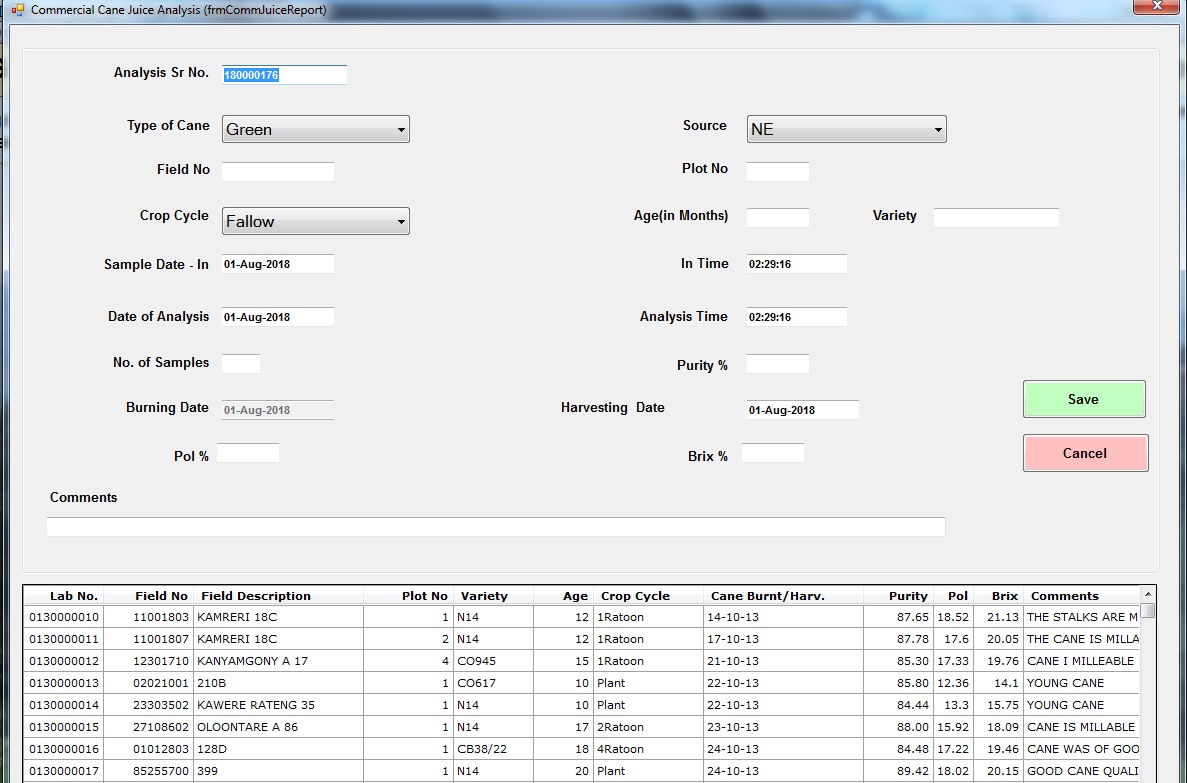 Commercial Cane Juice Analysis (frmCommJuiceReport)
Analysis Sr No. 180000176
Type of Cane Green Source NE
Field No Plot No
Crop Cycle Fallow Age(in Months) Variety
Sample Date - In 01-Aug-2018 In Time 02:29:16
Date of Analysis 01-Aug-2018 Analysis Time 02:29:16
No. of Samples Purity %
Save
Burning Date 01-Aug-2018 Harvesting Date 01-Aug-2018
Pol % Brix % Cancel
Comments
Lab No. Field No Field Description Plot No Variety Age Crop Cycle Cane Burnt/Harv. Purity Pol Brix Comments
0130000010 11001803 KAMRERI 18C 1 N14 12 1Ratoon 14-10-13 87.65 18.52 21.13 THE STALKS ARE M
0130000011 11001807 KAMRERI 18C 2 N14 12 1Ratoon 17-10-13 87.78 17.6 20.05 THE CANE IS MILLA
0130000012 12301710 KANYAMGONY A 17 4 CO945 15 1Ratoon 21-10-13 85.30 17.33 19.76 CANE I MILLEABLE
0130000013 02021001 210B 1 CO617 10 Plant 22-10-13 85.80 12.36 14.1 YOUNG CANE
0130000014 23303502 KAWERE RATENG 35 1 N14 10 Plant 22-10-13 84.44 13.3 15.75 YOUNG CANE
0130000015 27108602 OLOONTARE A 86 1 N14 17 2Ratoon 23-10-13 88.00 15.92 18.09 CANE IS MILLABLE
0130000016 01012803 128D 1 CB38/22 18 4Ratoon 24-10-13 84.48 17.22 19.46 CANE WAS OF GOO
0130000017 85255700 399 1 N14 20 Plant 24-10-13 89.42 18.02 20.15 GOOD CANE QUALI